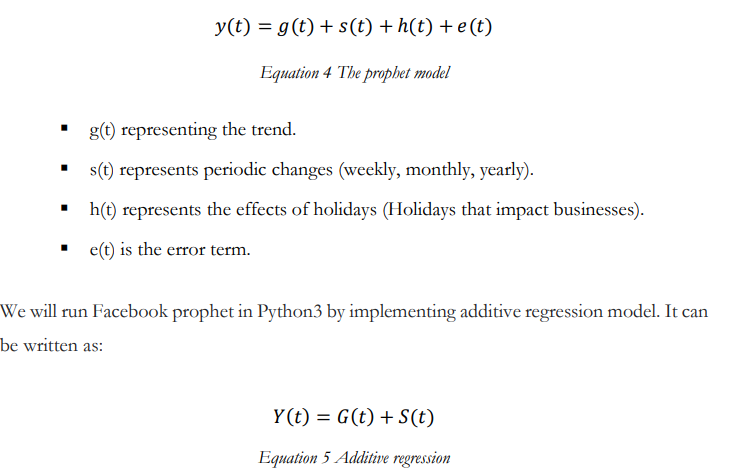 y(t) = g(t) + s(t) + h(t) + e(t)
Equation 4 The prophet model
▪ g(t) representing the trend.
▪ s(t) represents periodic changes (weekly, monthly, yearly).
▪ h(t) represents the effects of holidays (Holidays that impact businesses).
▪ e(t) is the error term.
We will run Facebook prophet in Python3 by implementing additive regression model. It can
be written as:
Y(t) = G(t) + S(t)
Equation 5 Additive regression